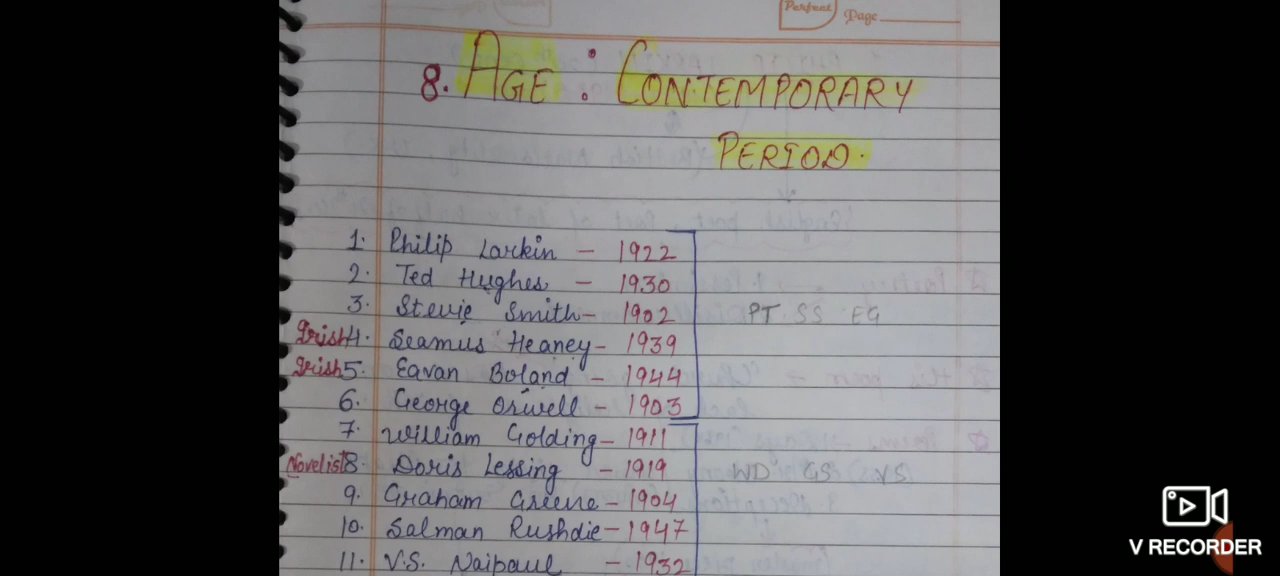 Perfect
Page
8. AGE : CONTEMPORARY
PERIOD.
1. Philip Larkin - 1922
2. Ted Hughes - 1930
3. Stevie Smith - 1902
PT SS EG
Irish 4. Seamus Heaney - 1939
Irish 5. Eavan Boland - 1944
6. George Orwell - 1903
7. William Golding - 1911
Novelist 8. Doris Lessing - 1919
WD GS VS
9. Graham Greene - 1904
10. Salman Rushdie - 1947
11. V.S. Naipaul - 1932
V RECORDER